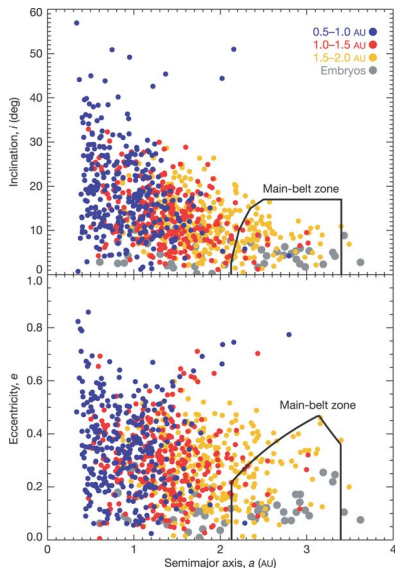 60
0.5–1.0 AU
1.0–1.5 AU
1.5–2.0 AU
Embryos
50
40
30
20
10
0
Inclination, i (deg)
Main-belt zone
1.0
0.8
0.6
0.4
0.2
0.0
Eccentricity, e
Main-belt zone
0 1 2 3 4
Semimajor axis, a (AU)